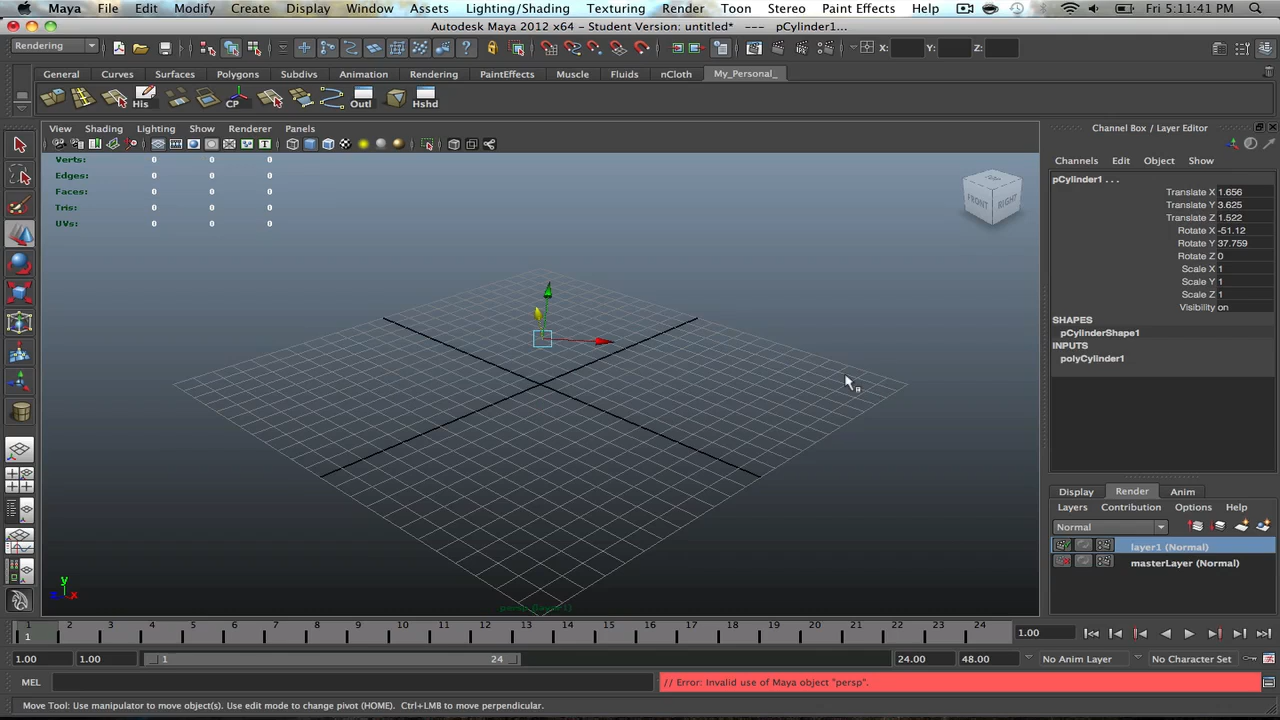 Maya File Edit Modify Create Display Window Assets Lighting/Shading Texturing Render Toon Stereo Paint Effects Help Fri 5:11:41 PM
Autodesk Maya 2012 x64 - Student Version: untitled* --- pCylinder1...
Rendering X: Y: Z:
General Curves Surfaces Polygons Subdivs Animation Rendering PaintEffects Muscle Fluids nCloth My_Personal_
His CP Outl Hshd
View Shading Lighting Show Renderer Panels
Channel Box / Layer Editor
Verts: 0 0 0
Edges: 0 0 0
Faces: 0 0 0
Tris: 0 0 0
UVs: 0 0 0
FRONT RIGHT
Channels Edit Object Show
pCylinder1 . . .
Translate X 1.656
Translate Y 3.625
Translate Z 1.522
Rotate X -51.12
Rotate Y 37.759
Rotate Z 0
Scale X 1
Scale Y 1
Scale Z 1
Visibility on
SHAPES
pCylinderShape1
INPUTS
polyCylinder1
Display Render Anim
Layers Contribution Options Help
Normal
layer1 (Normal)
masterLayer (Normal)
y
z x
persp (layer1)
1 2 3 4 5 6 7 8 9 10 11 12 13 14 15 16 17 18 19 20 21 22 23 24
1 1.00
1.00 1.00 1 24 24.00 48.00 No Anim Layer No Character Set
MEL // Error: Invalid use of Maya object "persp".
Move Tool: Use manipulator to move object(s). Use edit mode to change pivot (HOME). Ctrl+LMB to move perpendicular.